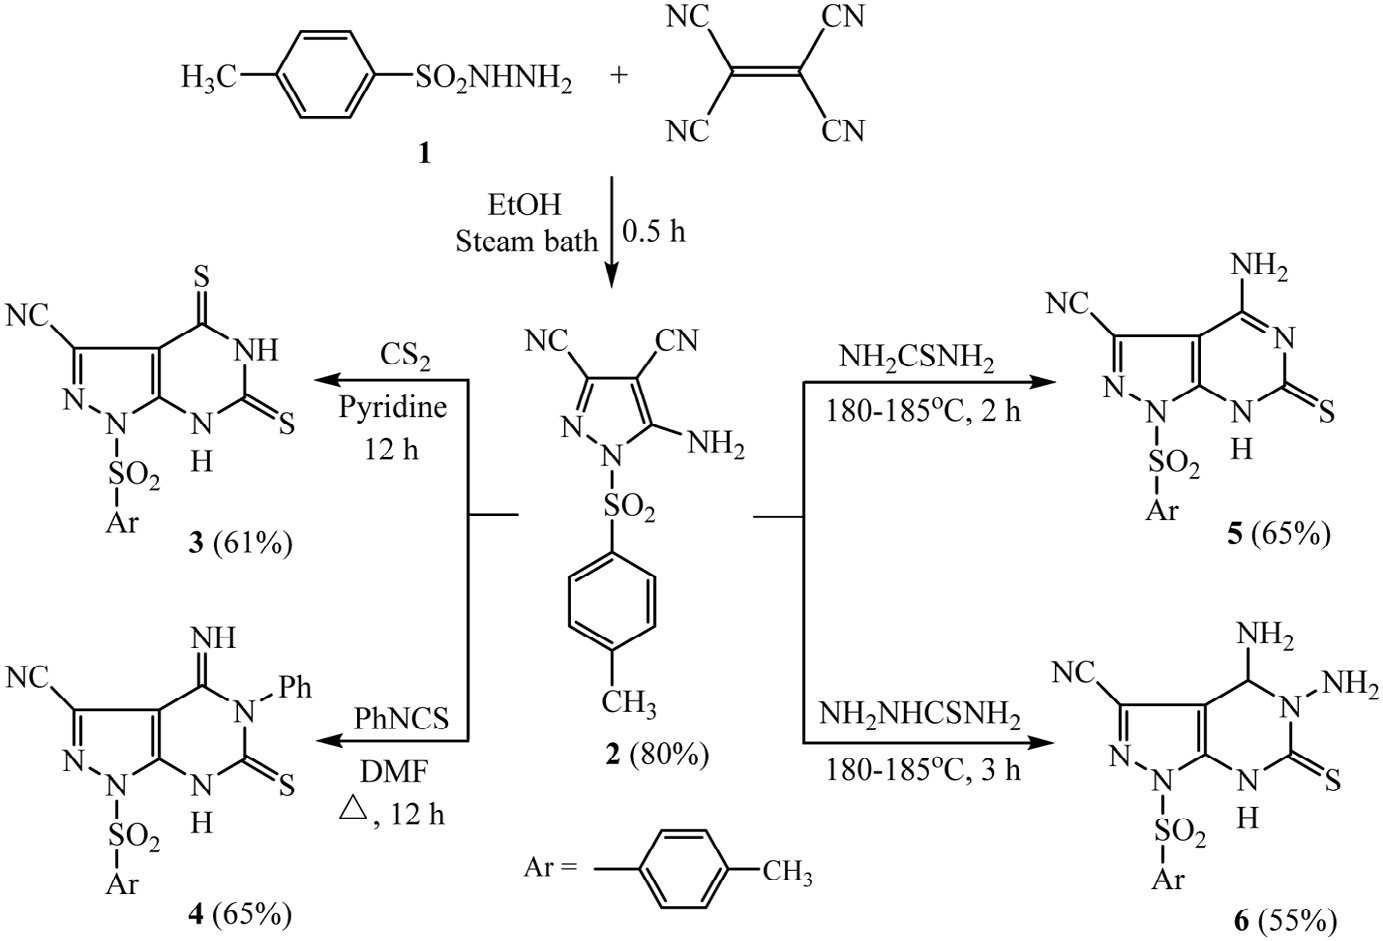 H₃C SO₂NHNH₂ + NC CN NC CN
1
EtOH
Steam bath 0.5 h
S
NC
NH
N
N
N
H
S
SO₂
Ar
3 (61%)
CS₂
Pyridine
12 h
NC CN
N
N
NH₂
SO₂
CH₃
2 (80%)
NH₂CSNH₂
180-185°C, 2 h
NH₂
NC
N
N
N
N
H
S
SO₂
Ar
5 (65%)
NH
NC
N
Ph
N
N
N
H
S
SO₂
Ar
4 (65%)
PhNCS
DMF
△, 12 h
NH₂NHCSNH₂
180-185°C, 3 h
NH₂
NC
N
NH₂
N
N
N
H
S
SO₂
Ar
6 (55%)
Ar = CH₃